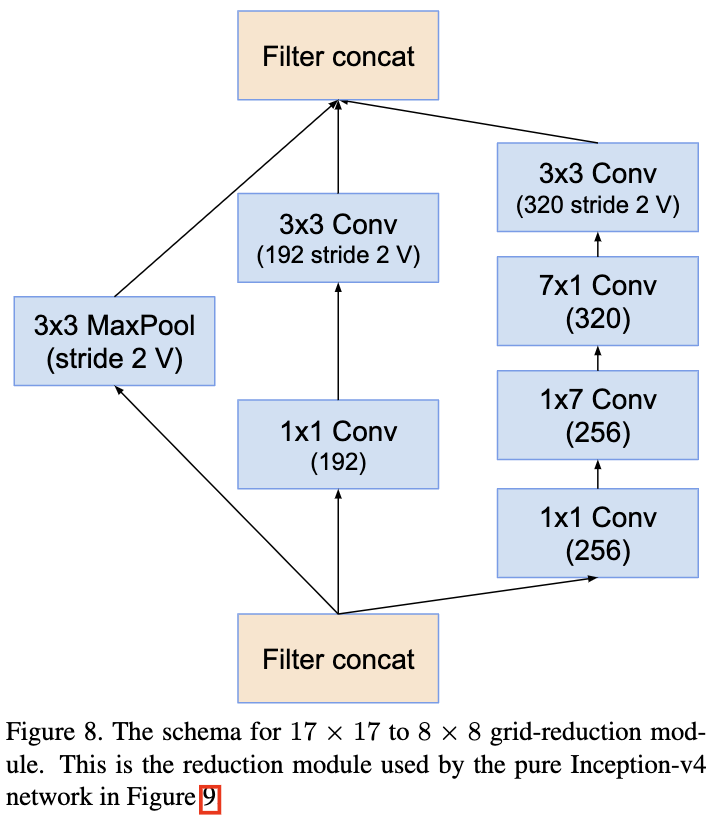 Filter concat
3x3 Conv
(320 stride 2 V)
3x3 Conv
(192 stride 2 V)
7x1 Conv
(320)
3x3 MaxPool
(stride 2 V)
1x7 Conv
(256)
1x1 Conv
(192)
1x1 Conv
(256)
Filter concat
Figure 8. The schema for 17 × 17 to 8 × 8 grid-reduction mod-
ule. This is the reduction module used by the pure Inception-v4
network in Figure 9